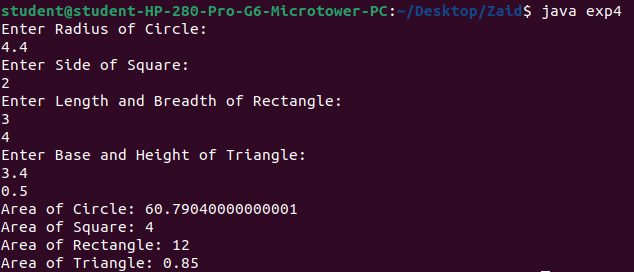 student@student-HP-280-Pro-G6-Microtower-PC:~/Desktop/Zaid$ java exp4
Enter Radius of Circle:
4.4
Enter Side of Square:
2
Enter Length and Breadth of Rectangle:
3
4
Enter Base and Height of Triangle:
3.4
0.5
Area of Circle: 60.79040000000001
Area of Square: 4
Area of Rectangle: 12
Area of Triangle: 0.85